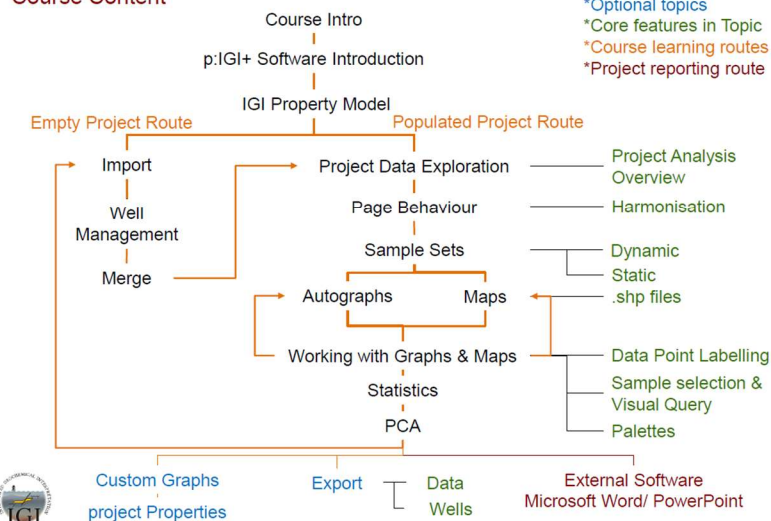 Course Content
*Optional topics
*Core features in Topic
*Course learning routes
*Project reporting route
Course Intro
p:IGI+ Software Introduction
IGI Property Model
Empty Project Route
Populated Project Route
Import
Well
Management
Merge
Project Data Exploration
Project Analysis
Overview
Page Behaviour
Harmonisation
Sample Sets
Dynamic
Static
Autographs
Maps
.shp files
Working with Graphs & Maps
Data Point Labelling
Statistics
Sample selection &
Visual Query
PCA
Palettes
Custom Graphs
project Properties
Export
Data
Wells
External Software
Microsoft Word/ PowerPoint
IGI